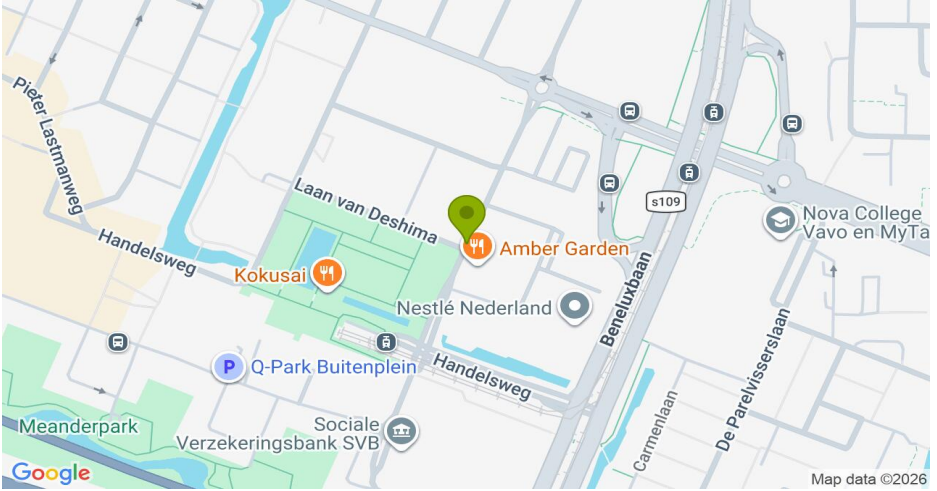 Pieter Lastmanweg
Laan van Deshima
s109
Nova College
Vavo en MyTa
Handelsweg
Amber Garden
Kokusai
Beneluxbaan
Nestlé Nederland
De Parelvisserslaan
P
Q-Park Buitenplein
Handelsweg
Carmenlaan
Meanderpark
Sociale
Verzekeringsbank SVB
Google
Map data ©2026